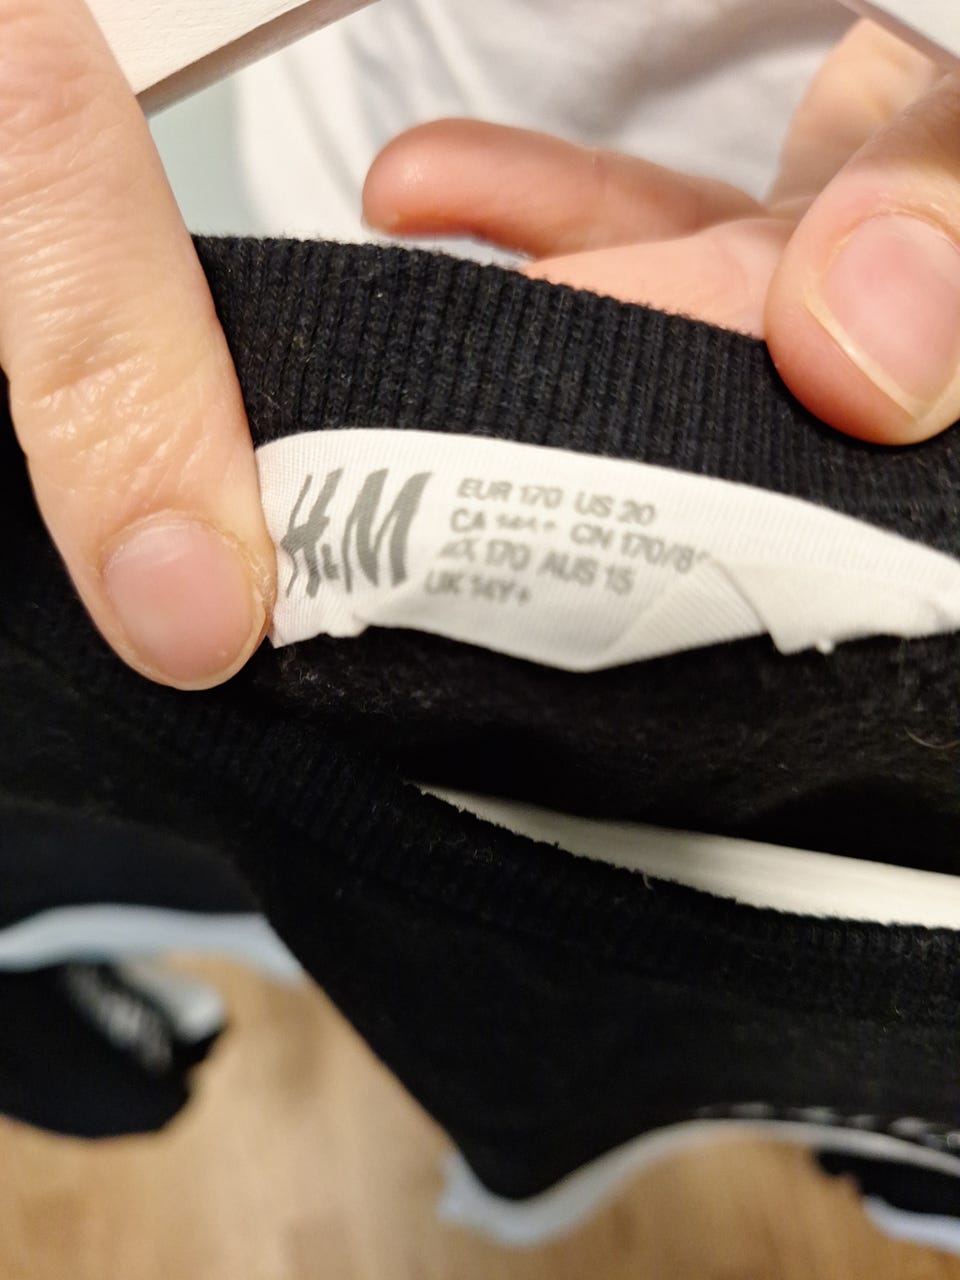 H&M
EUR 170 US 20
CA 14Y+ CN 170/8
MX 170 AUS 15
UK 14Y+